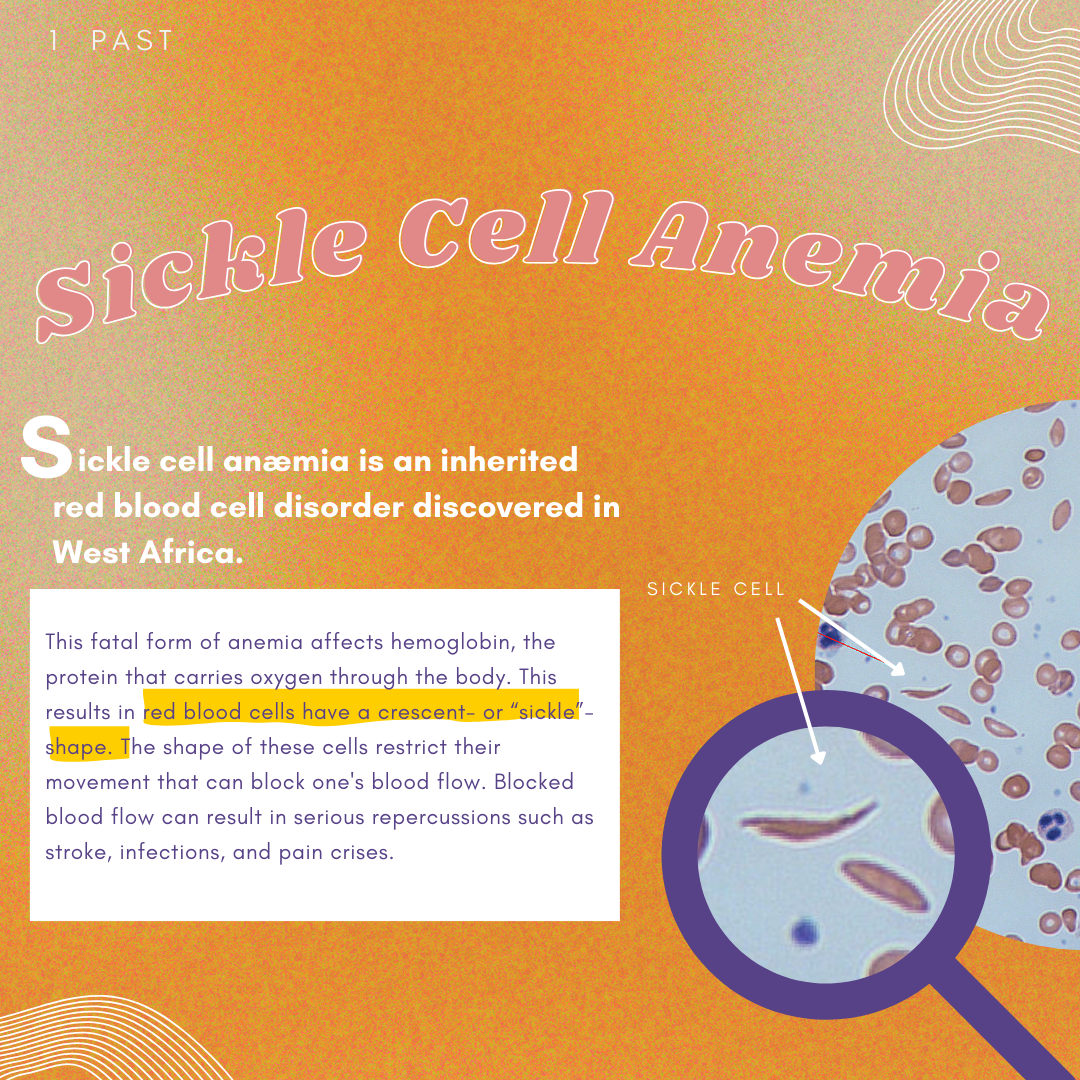 1 PAST
Sickle Cell Anemia
Sickle cell anæmia is an inherited
red blood cell disorder discovered in
West Africa.
SICKLE CELL
This fatal form of anemia affects hemoglobin, the
protein that carries oxygen through the body. This
results in red blood cells have a crescent- or “sickle”-
shape. The shape of these cells restrict their
movement that can block one's blood flow. Blocked
blood flow can result in serious repercussions such as
stroke, infections, and pain crises.